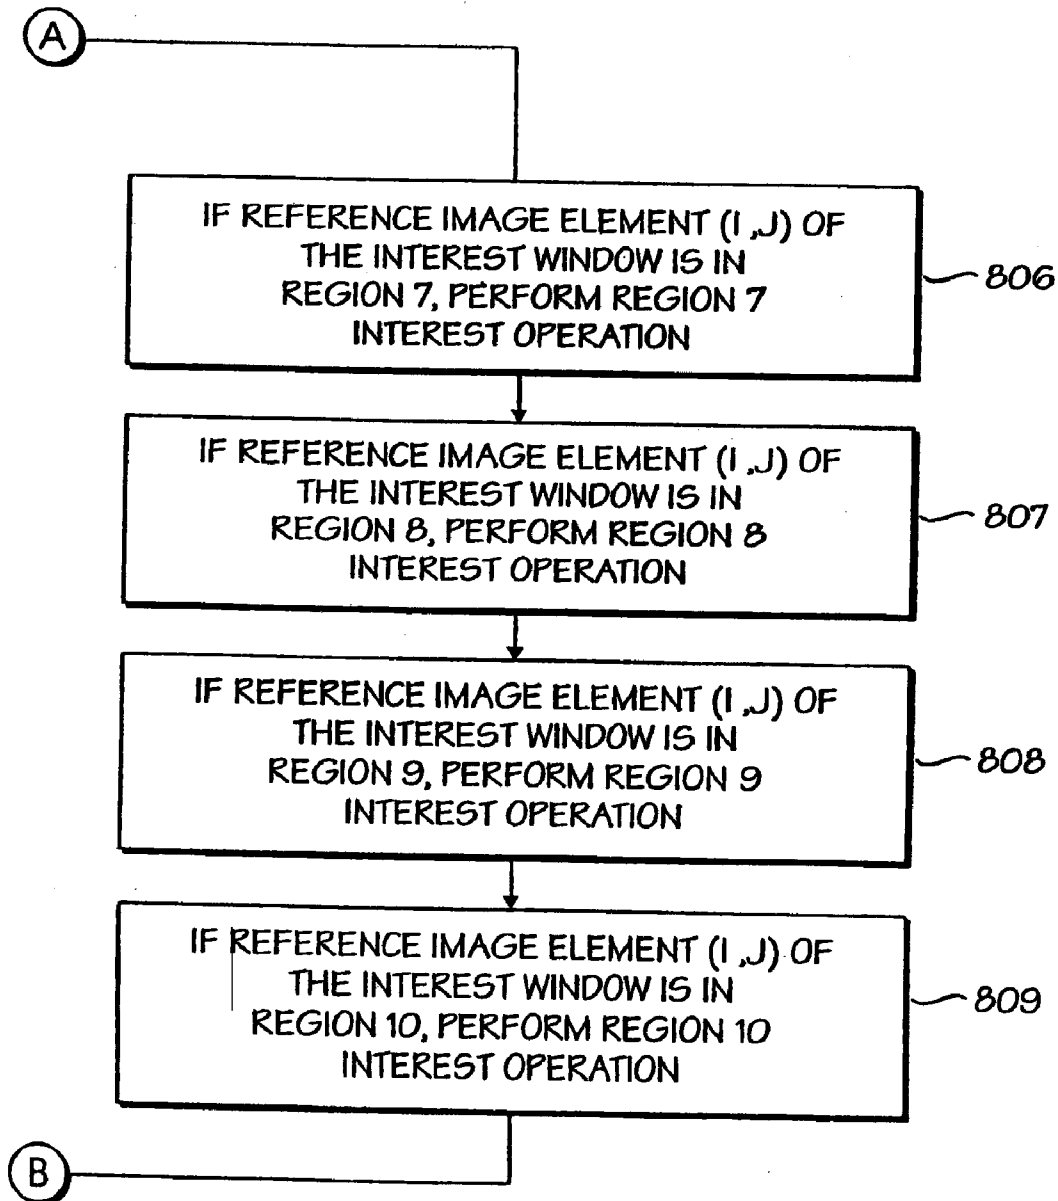 A
IF REFERENCE IMAGE ELEMENT (I ,J) OF
THE INTEREST WINDOW IS IN
REGION 7, PERFORM REGION 7
INTEREST OPERATION
806
IF REFERENCE IMAGE ELEMENT (I ,J) OF
THE INTEREST WINDOW IS IN
REGION 8, PERFORM REGION 8
INTEREST OPERATION
807
IF REFERENCE IMAGE ELEMENT (I ,J) OF
THE INTEREST WINDOW IS IN
REGION 9, PERFORM REGION 9
INTEREST OPERATION
808
IF REFERENCE IMAGE ELEMENT (I ,J) OF
THE INTEREST WINDOW IS IN
REGION 10, PERFORM REGION 10
INTEREST OPERATION
809
B